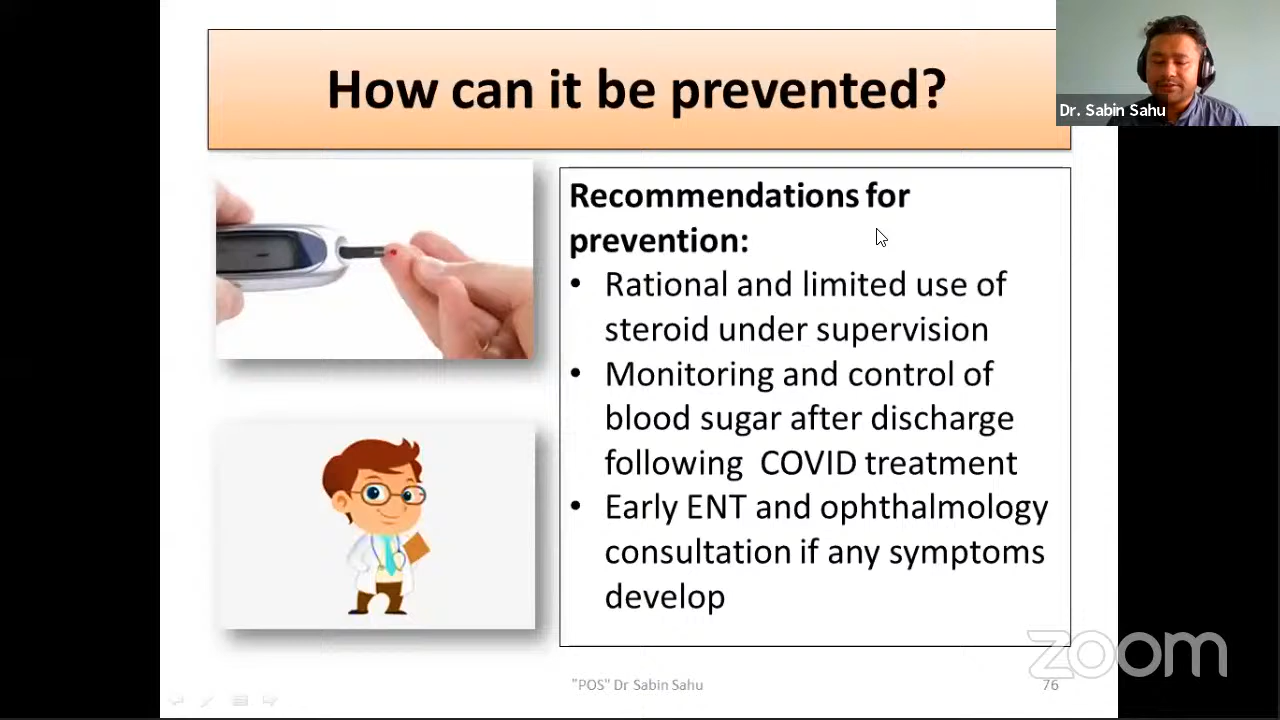 How can it be prevented?
Dr. Sabin Sahu
Recommendations for
prevention:
• Rational and limited use of
steroid under supervision
• Monitoring and control of
blood sugar after discharge
following COVID treatment
• Early ENT and ophthalmology
consultation if any symptoms
develop
zoom
"POS" Dr Sabin Sahu
76